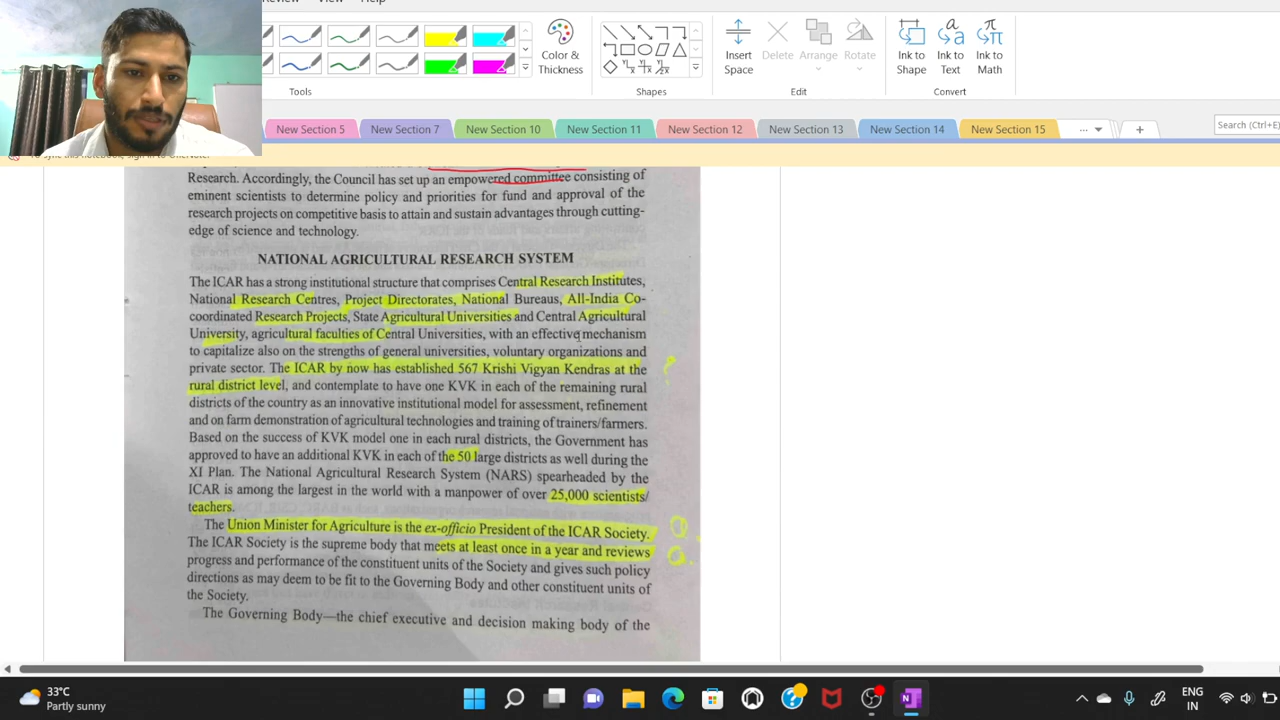 Color & Thickness
Insert Space
Delete
Arrange
Rotate
Ink to Shape
Ink to Text
Ink to Math
Tools
Shapes
Edit
Convert
New Section 5
New Section 7
New Section 10
New Section 11
New Section 12
New Section 13
New Section 14
New Section 15
Search (Ctrl+E)
Research. Accordingly, the Council has set up an empowered committee consisting of
eminent scientists to determine policy and priorities for fund and approval of the
research projects on competitive basis to attain and sustain advantages through cutting-
edge of science and technology.
NATIONAL AGRICULTURAL RESEARCH SYSTEM
The ICAR has a strong institutional structure that comprises Central Research Institutes,
National Research Centres, Project Directorates, National Bureaus, All-India Co-
coordinated Research Projects, State Agricultural Universities and Central Agricultural
University, agricultural faculties of Central Universities, with an effective mechanism
to capitalize also on the strengths of general universities, voluntary organizations and
private sector. The ICAR by now has established 567 Krishi Vigyan Kendras at the
rural district level, and contemplate to have one KVK in each of the remaining rural
districts of the country as an innovative institutional model for assessment, refinement
and on farm demonstration of agricultural technologies and training of trainers/farmers.
Based on the success of KVK model one in each rural districts, the Government has
approved to have an additional KVK in each of the 50 large districts as well during the
XI Plan. The National Agricultural Research System (NARS) spearheaded by the
ICAR is among the largest in the world with a manpower of over 25,000 scientists/
teachers.
The Union Minister for Agriculture is the ex-officio President of the ICAR Society.
The ICAR Society is the supreme body that meets at least once in a year and reviews
progress and performance of the constituent units of the Society and gives such policy
directions as may deem to be fit to the Governing Body and other constituent units of
the Society.
The Governing Body—the chief executive and decision making body of the
33°C
Partly sunny
ENG
IN